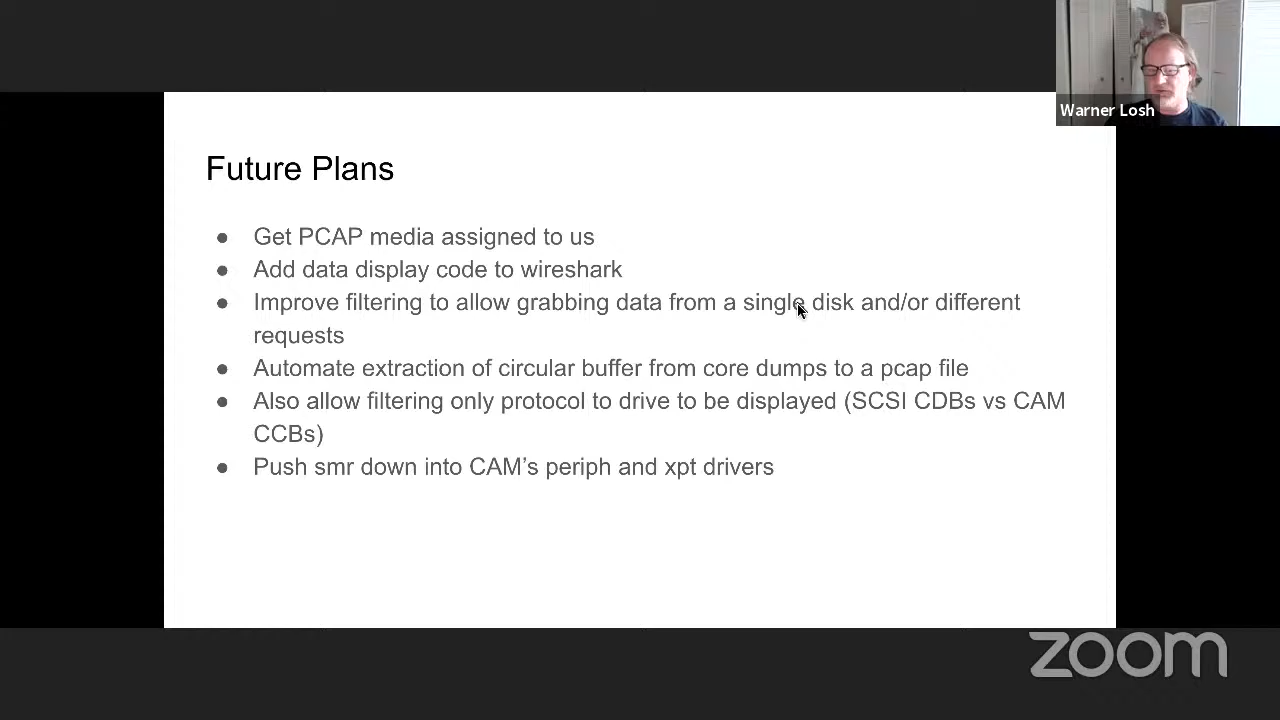 Warner Losh
Future Plans
● Get PCAP media assigned to us
● Add data display code to wireshark
● Improve filtering to allow grabbing data from a single disk and/or different
requests
● Automate extraction of circular buffer from core dumps to a pcap file
● Also allow filtering only protocol to drive to be displayed (SCSI CDBs vs CAM
CCBs)
● Push smr down into CAM’s periph and xpt drivers
zoom